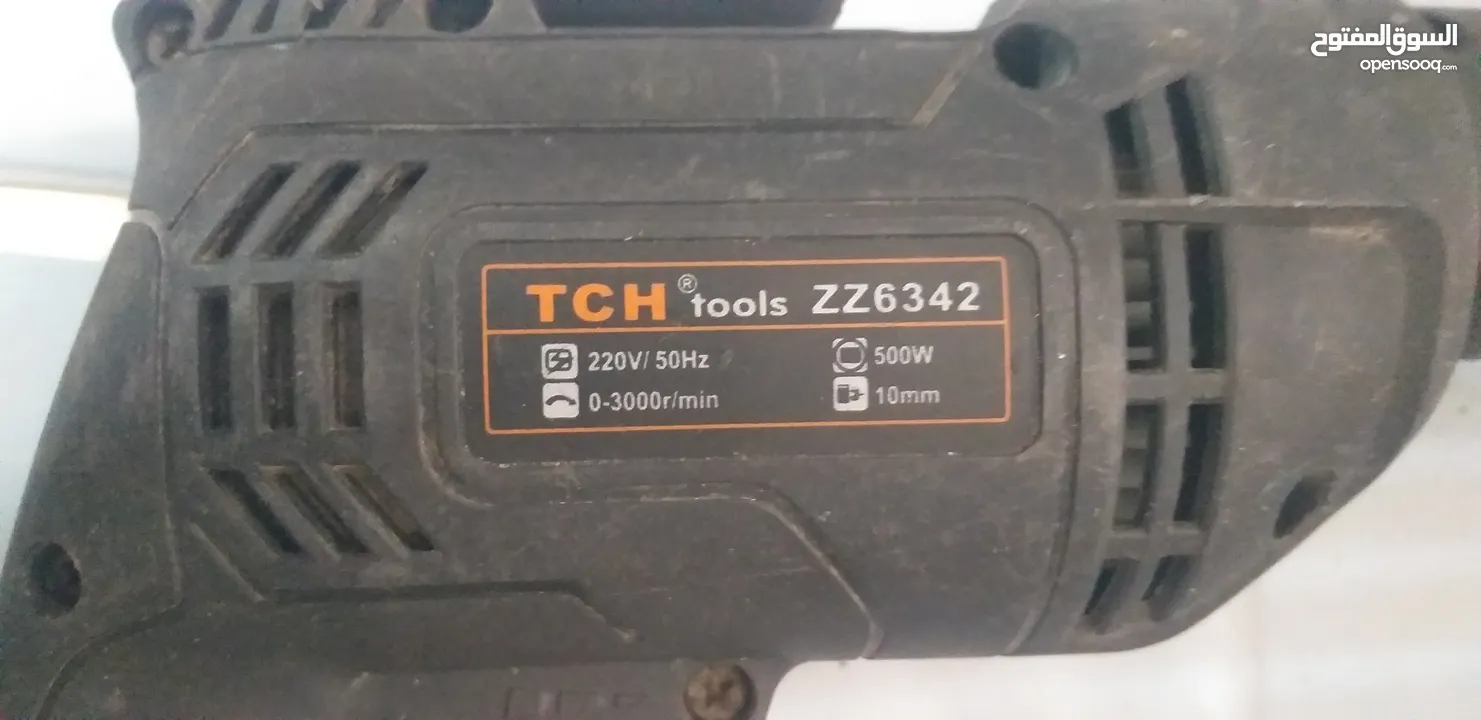 السوق المفتوح
opensooq.com
TCH® tools ZZ6342
220V/ 50Hz 500W
0-3000r/min 10mm